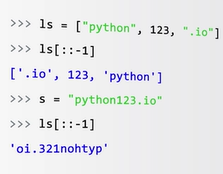 >>> ls = ["python", 123, ".io"]
>>> ls[::-1]
['.io', 123, 'python']
>>> s = "python123.io"
>>> ls[::-1]
'oi.321nohtyp'